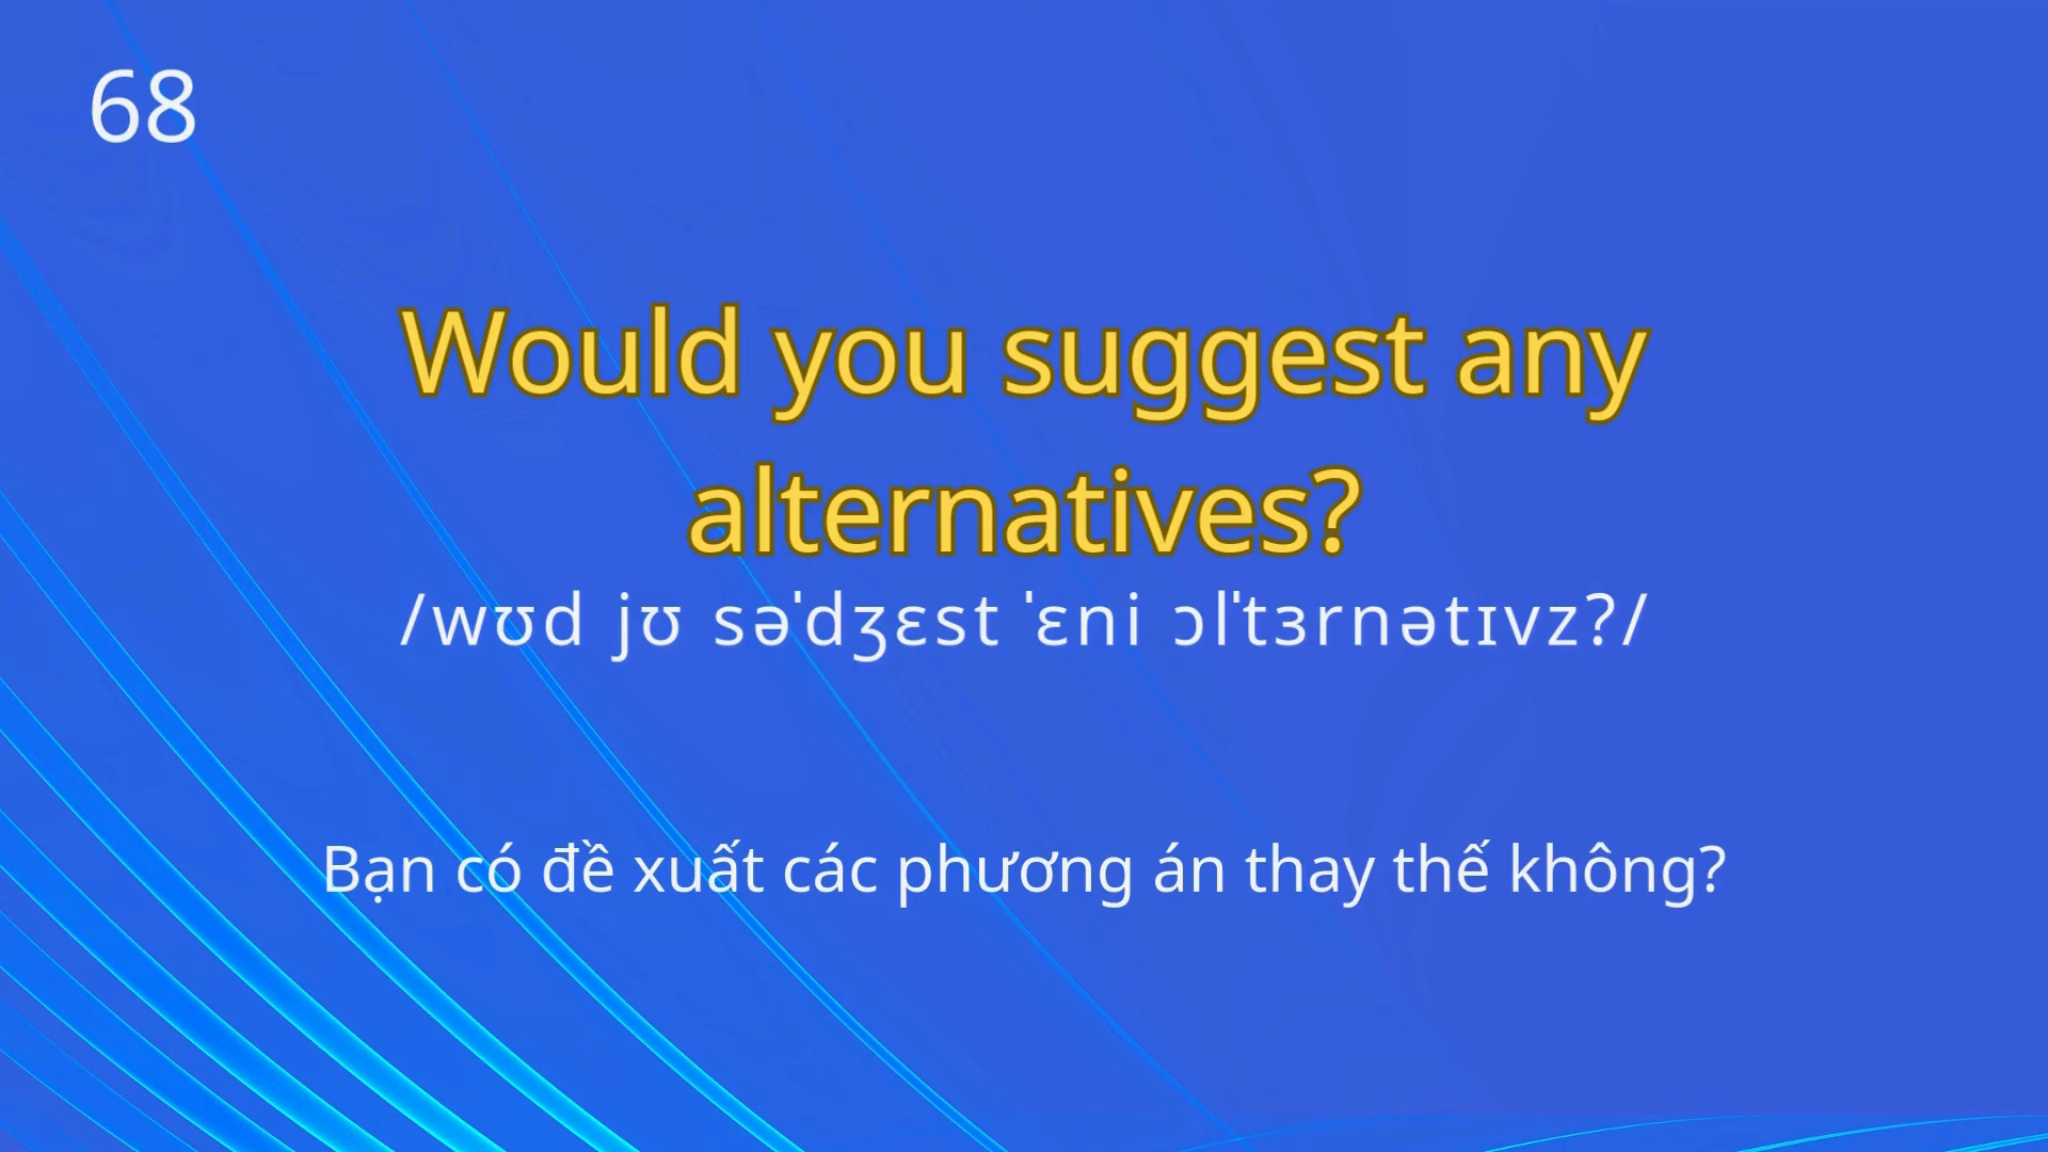 68
Would you suggest any
alternatives?
/wʊd jʊ səˈdʒɛst ˈɛni ɔlˈtɜrnətɪvz?/
Bạn có đề xuất các phương án thay thế không?